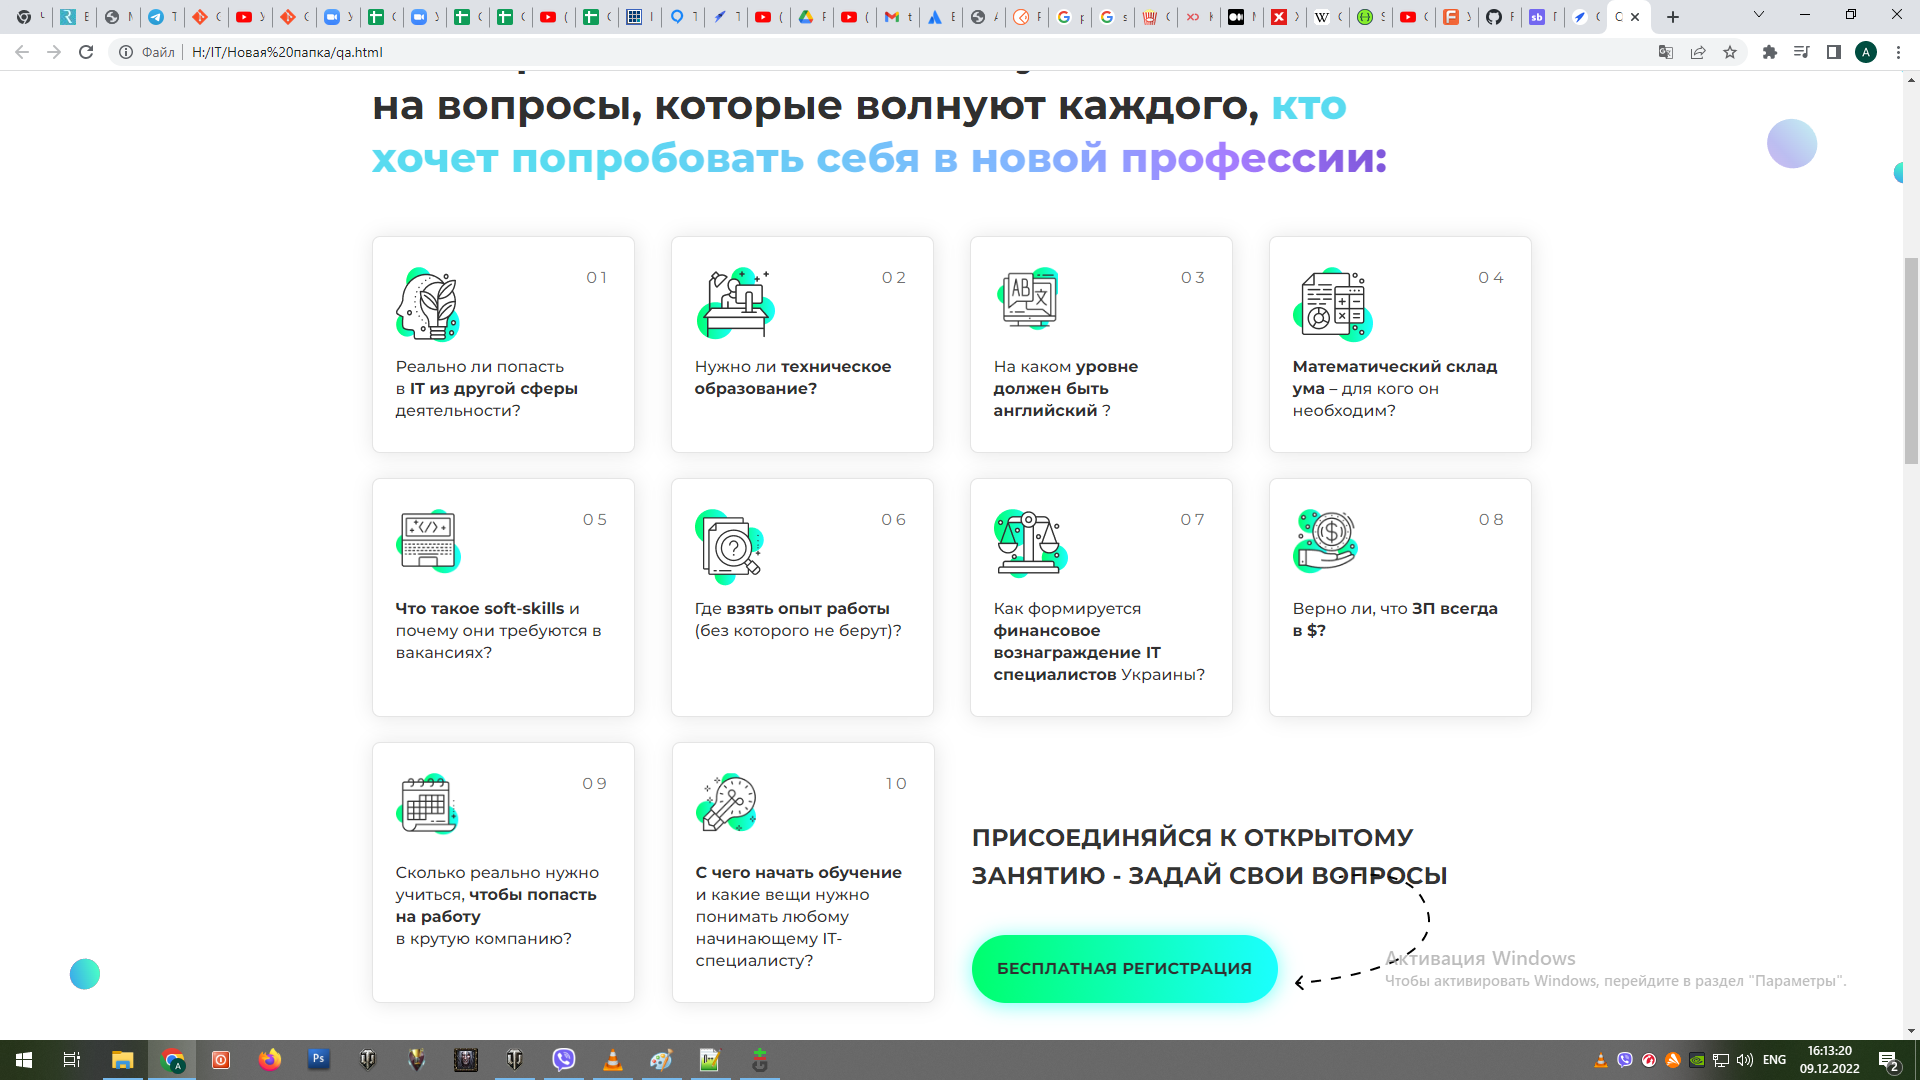 Файл
H:/IT/Новая%20папка/qa.html
A
на вопросы, которые волнуют каждого, кто
хочет попробовать себя в новой профессии:
01
Реально ли попасть
в IT из другой сферы
деятельности?
02
Нужно ли техническое
образование?
03
На каком уровне
должен быть
английский ?
04
Математический склад
ума – для кого он
необходим?
05
Что такое soft-skills и
почему они требуются в
вакансиях?
06
Где взять опыт работы
(без которого не берут)?
07
Как формируется
финансовое
вознаграждение IT
специалистов Украины?
08
Верно ли, что ЗП всегда
в $?
09
Сколько реально нужно
учиться, чтобы попасть
на работу
в крутую компанию?
10
С чего начать обучение
и какие вещи нужно
понимать любому
начинающему IT-
специалисту?
ПРИСОЕДИНЯЙСЯ К ОТКРЫТОМУ
ЗАНЯТИЮ - ЗАДАЙ СВОИ ВОПРОСЫ
БЕСПЛАТНАЯ РЕГИСТРАЦИЯ
Активация Windows
Чтобы активировать Windows, перейдите в раздел "Параметры".
ENG
16:13:20
09.12.2022
2